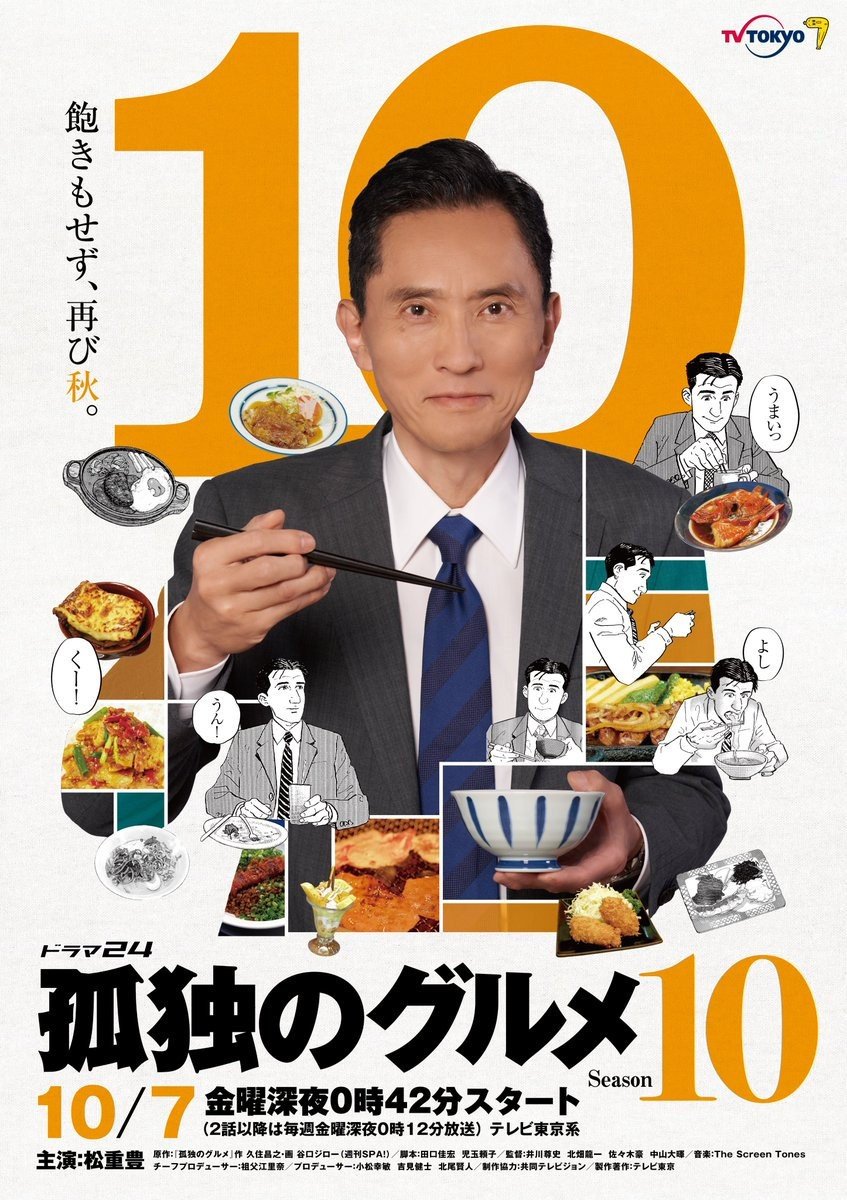 TV TOKYO
10
飽きもせず、再び秋。
うまいっ
くー!
うん!
よし
ドラマ24
孤独のグルメ Season10
10/7 金曜深夜0時42分スタート
(2話以降は毎週金曜深夜0時12分放送) テレビ東京系
主演:松重豊 原作:『孤独のグルメ』作 久住昌之・画 谷口ジロー(週刊SPA!)/脚本:田口佳宏 児玉頼子/監督:井川尊史 北畑龍一 佐々木豪 中山大暉/音楽:The Screen Tones
チーフプロデューサー:祖父江里奈/プロデューサー:小松幸敏 吉見健士 北尾賢人/制作協力:共同テレビジョン/製作著作:テレビ東京